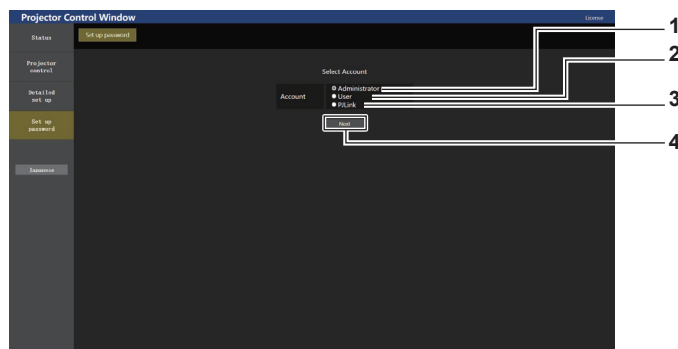 Projector Control Window
License
Status
Set up password
Projector
control
Detailed
set up
Set up
password
Japanese
Select Account
Account
Administrator
User
PJLink
Next
1
2
3
4